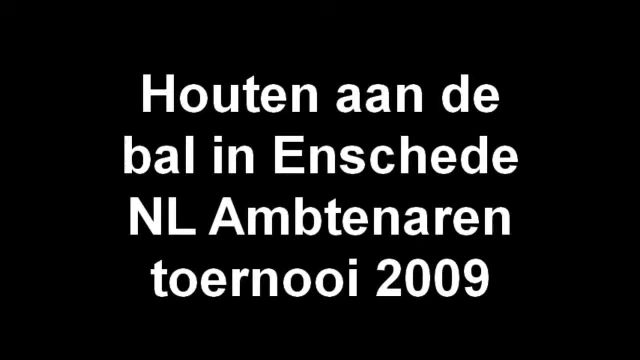 Houten aan de
bal in Enschede
NL Ambtenaren
toernooi 2009